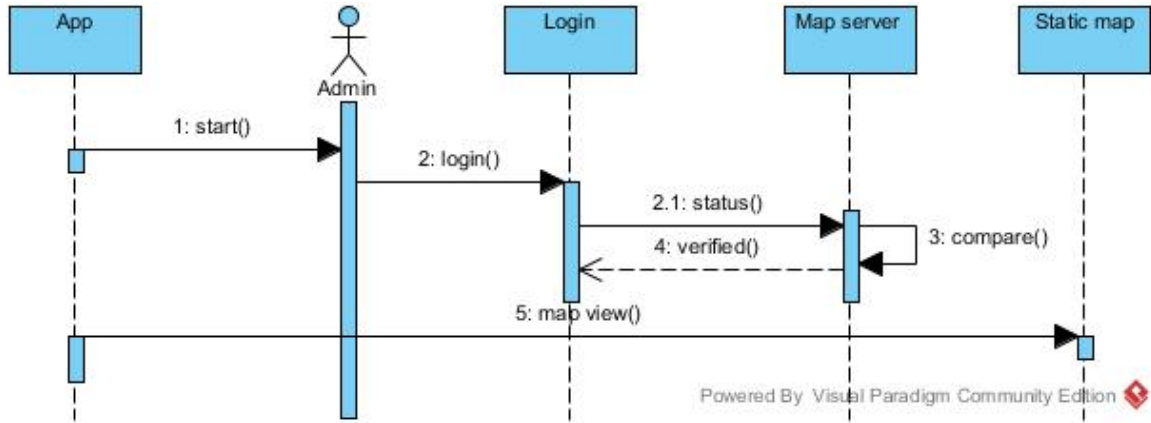 App
Admin
Login
Map server
Static map
1: start()
2: login()
2.1: status()
3: compare()
4: verified()
5: map view()
Powered By Visual Paradigm Community Edition